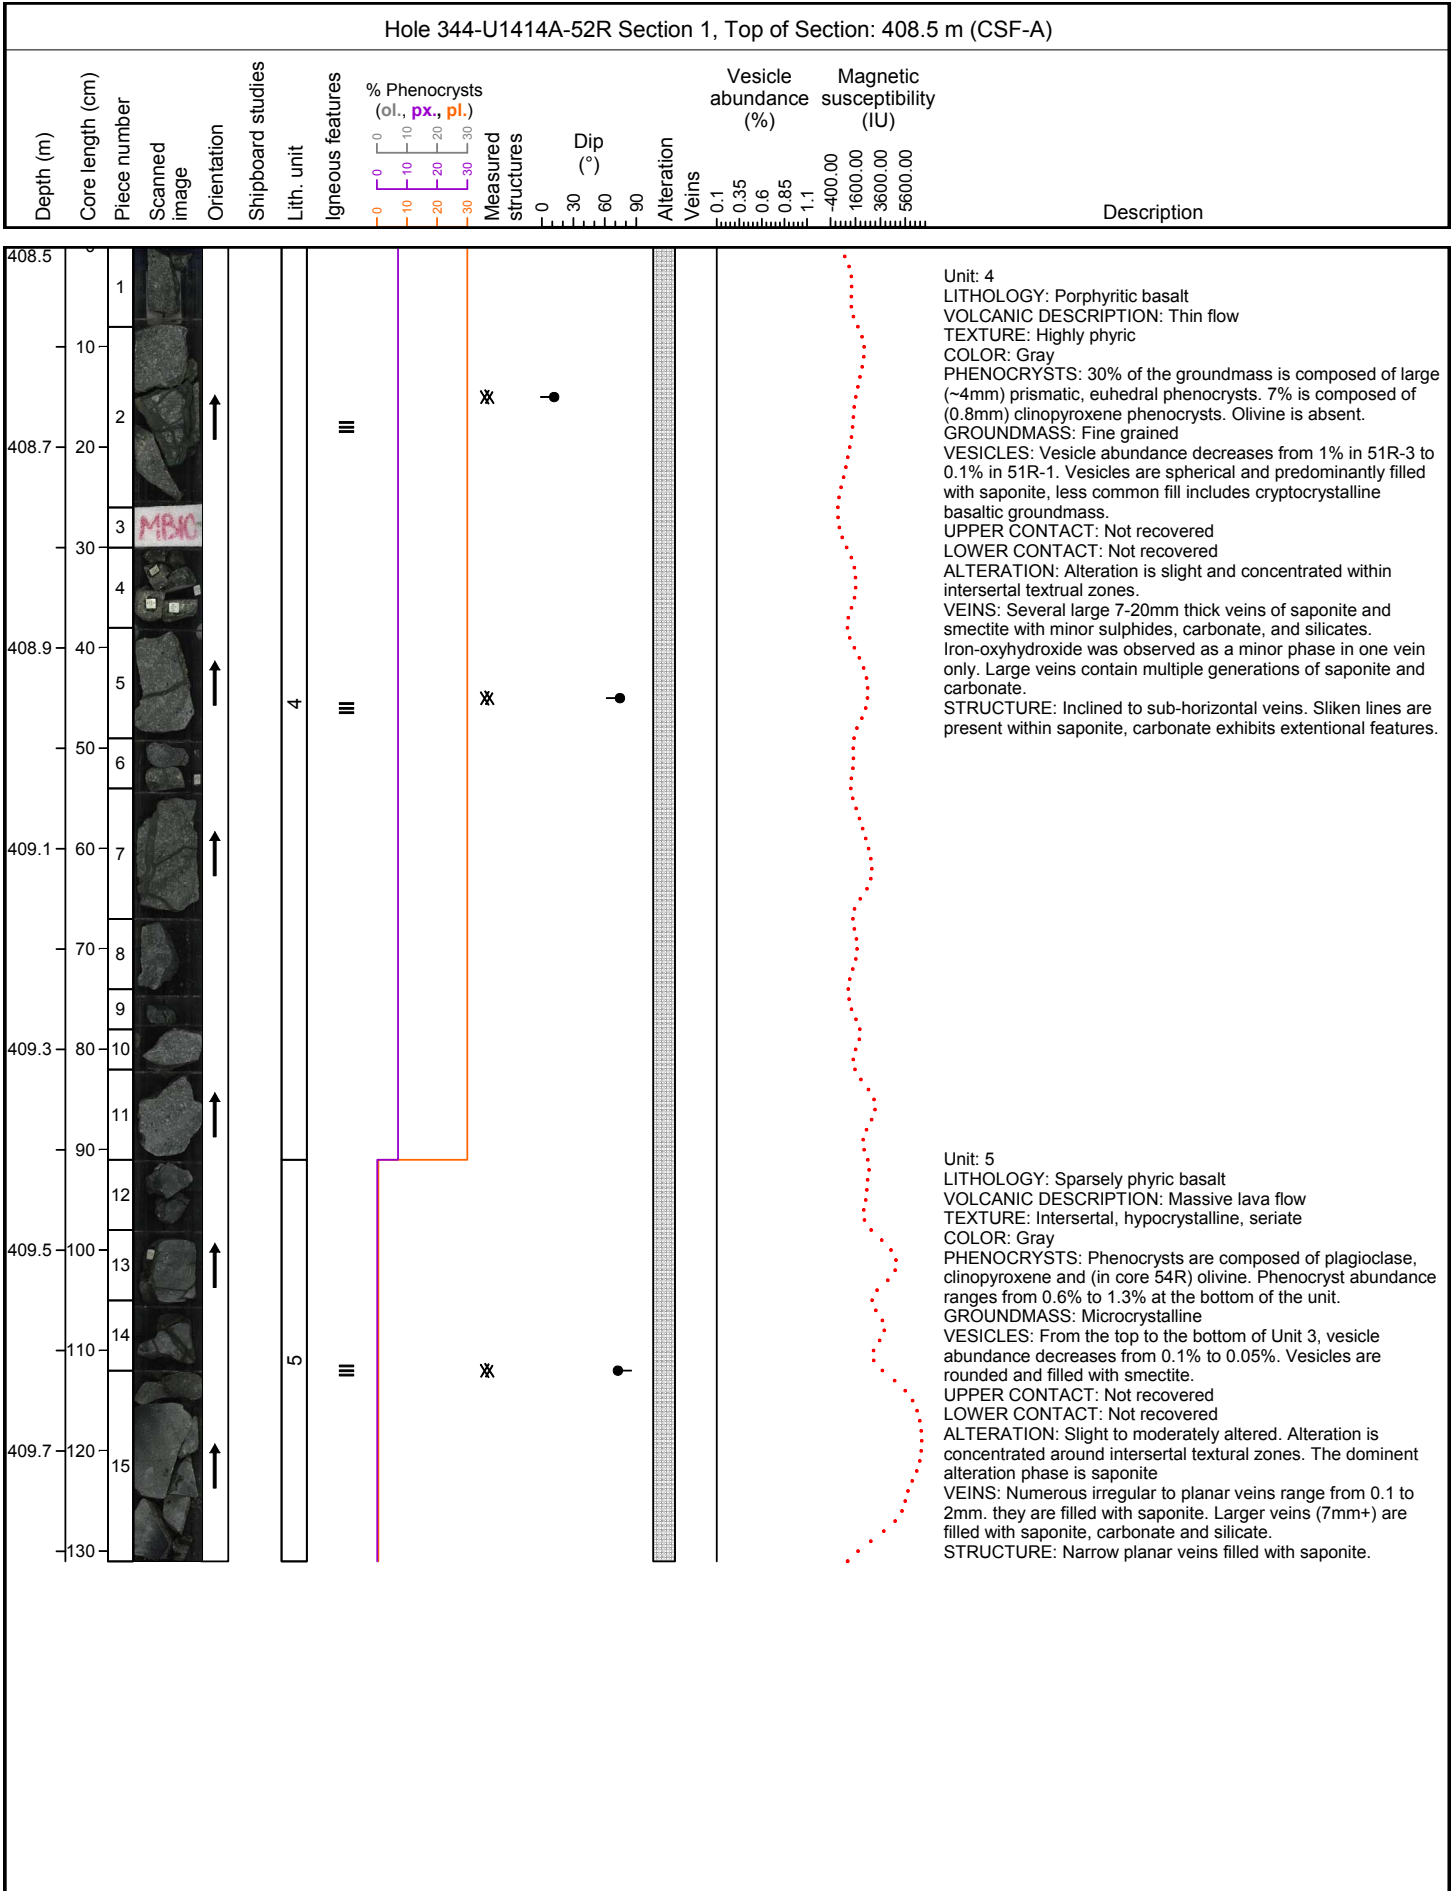 Hole 344-U1414A-52R Section 1, Top of Section: 408.5 m (CSF-A)
Depth (m)
Core length (cm)
Piece number
Scanned
image
Orientation
Shipboard studies
Lith. unit
Igneous features
% Phenocrysts
(ol., px., pl.)
0 10 20 30
0 10 20 30
0 10 20 30
Measured
structures
Dip
(°)
0 30 60 90
Alteration
Veins
Vesicle
abundance
(%)
0.1 0.35 0.6 0.85 1.1
Magnetic
susceptibility
(IU)
-400.00 1600.00 3600.00 5600.00
Description
408.5
408.7
408.9
409.1
409.3
409.5
409.7
10
20
30
40
50
60
70
80
90
100
110
120
130
1
2
3
4
5
6
7
8
9
10
11
12
13
14
15
MBIO
4
5
Unit: 4
LITHOLOGY: Porphyritic basalt
VOLCANIC DESCRIPTION: Thin flow
TEXTURE: Highly phyric
COLOR: Gray
PHENOCRYSTS: 30% of the groundmass is composed of large
(~4mm) prismatic, euhedral phenocrysts. 7% is composed of
(0.8mm) clinopyroxene phenocrysts. Olivine is absent.
GROUNDMASS: Fine grained
VESICLES: Vesicle abundance decreases from 1% in 51R-3 to
0.1% in 51R-1. Vesicles are spherical and predominantly filled
with saponite, less common fill includes cryptocrystalline
basaltic groundmass.
UPPER CONTACT: Not recovered
LOWER CONTACT: Not recovered
ALTERATION: Alteration is slight and concentrated within
intersertal textrual zones.
VEINS: Several large 7-20mm thick veins of saponite and
smectite with minor sulphides, carbonate, and silicates.
Iron-oxyhydroxide was observed as a minor phase in one vein
only. Large veins contain multiple generations of saponite and
carbonate.
STRUCTURE: Inclined to sub-horizontal veins. Sliken lines are
present within saponite, carbonate exhibits extentional features.
Unit: 5
LITHOLOGY: Sparsely phyric basalt
VOLCANIC DESCRIPTION: Massive lava flow
TEXTURE: Intersertal, hypocrystalline, seriate
COLOR: Gray
PHENOCRYSTS: Phenocrysts are composed of plagioclase,
clinopyroxene and (in core 54R) olivine. Phenocryst abundance
ranges from 0.6% to 1.3% at the bottom of the unit.
GROUNDMASS: Microcrystalline
VESICLES: From the top to the bottom of Unit 3, vesicle
abundance decreases from 0.1% to 0.05%. Vesicles are
rounded and filled with smectite.
UPPER CONTACT: Not recovered
LOWER CONTACT: Not recovered
ALTERATION: Slight to moderately altered. Alteration is
concentrated around intersertal textural zones. The dominent
alteration phase is saponite
VEINS: Numerous irregular to planar veins range from 0.1 to
2mm. they are filled with saponite. Larger veins (7mm+) are
filled with saponite, carbonate and silicate.
STRUCTURE: Narrow planar veins filled with saponite.